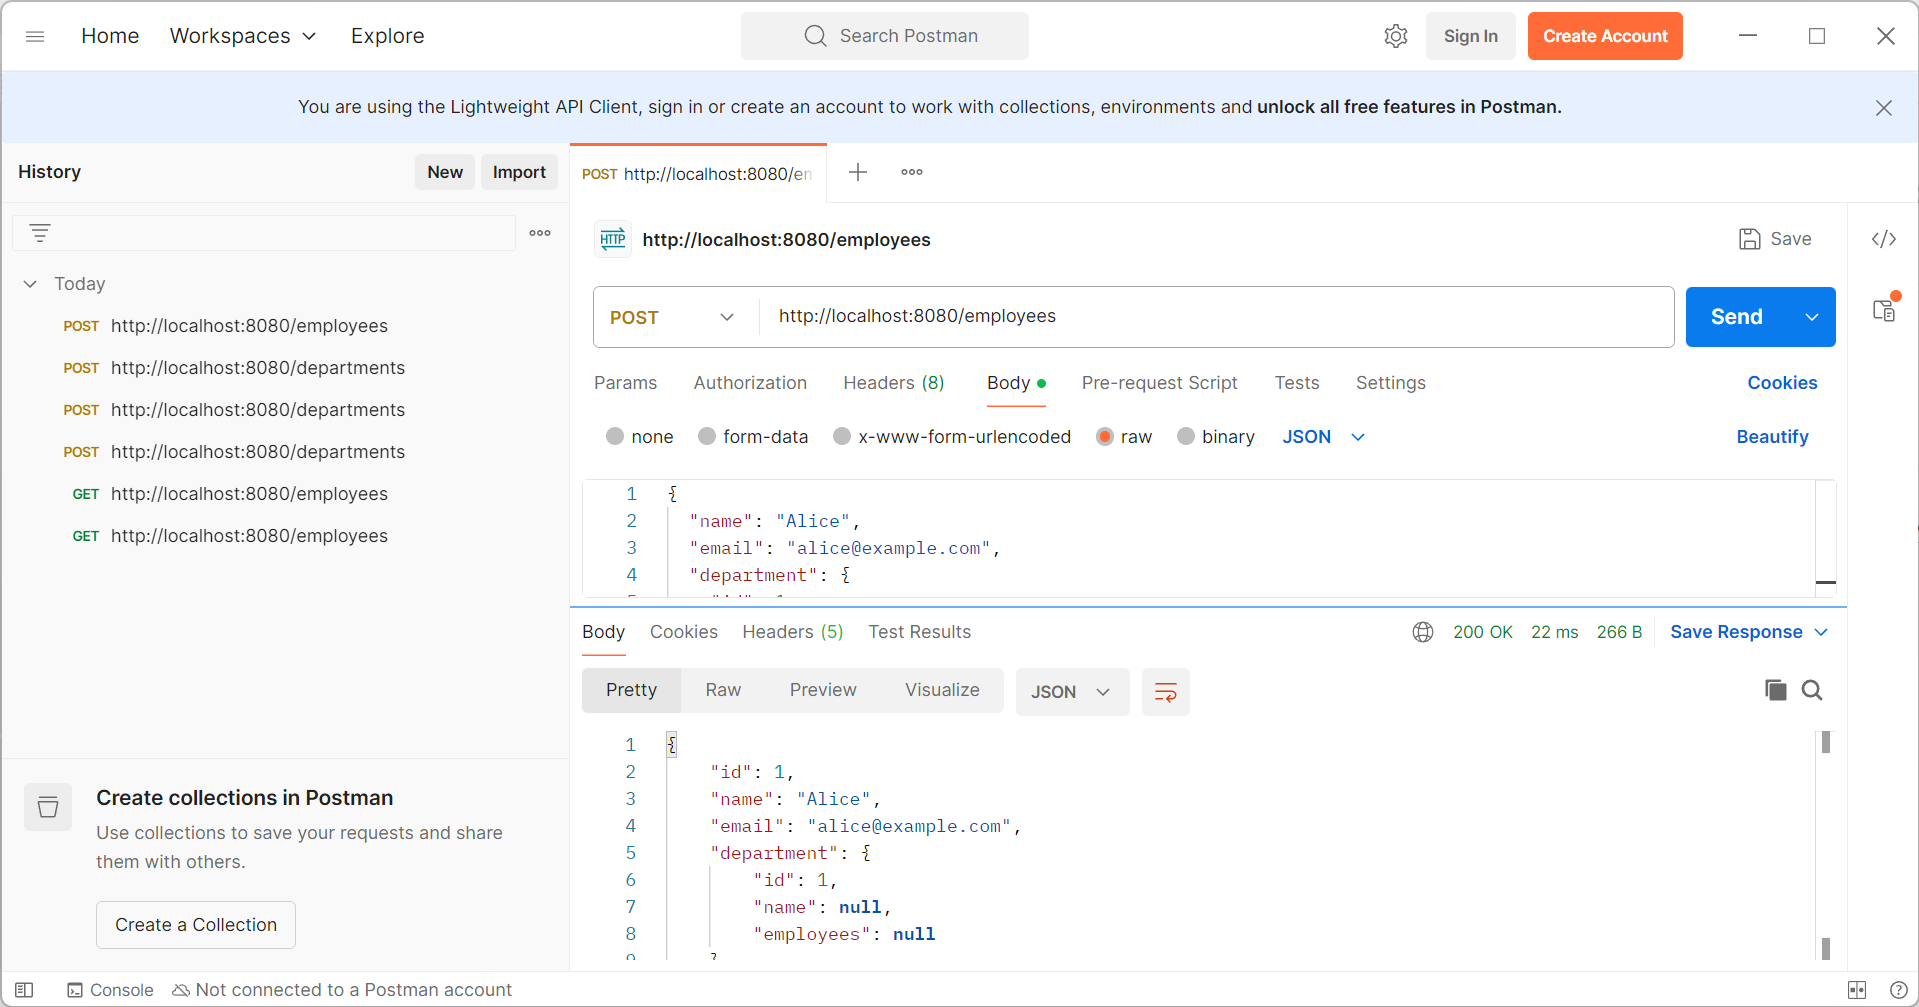 Home Workspaces Explore Search Postman Sign In Create Account
You are using the Lightweight API Client, sign in or create an account to work with collections, environments and unlock all free features in Postman.
History New Import
Today
POST http://localhost:8080/employees
POST http://localhost:8080/departments
POST http://localhost:8080/departments
POST http://localhost:8080/departments
GET http://localhost:8080/employees
GET http://localhost:8080/employees
Create collections in Postman
Use collections to save your requests and share
them with others.
Create a Collection
POST http://localhost:8080/em
HTTP http://localhost:8080/employees Save
POST http://localhost:8080/employees Send
Params Authorization Headers (8) Body Pre-request Script Tests Settings Cookies
none form-data x-www-form-urlencoded raw binary JSON Beautify
1 {
2 "name": "Alice",
3 "email": "alice@example.com",
4 "department": {
Body Cookies Headers (5) Test Results 200 OK 22 ms 266 B Save Response
Pretty Raw Preview Visualize JSON
1 {
2 "id": 1,
3 "name": "Alice",
4 "email": "alice@example.com",
5 "department": {
6 "id": 1,
7 "name": null,
8 "employees": null
Console Not connected to a Postman account